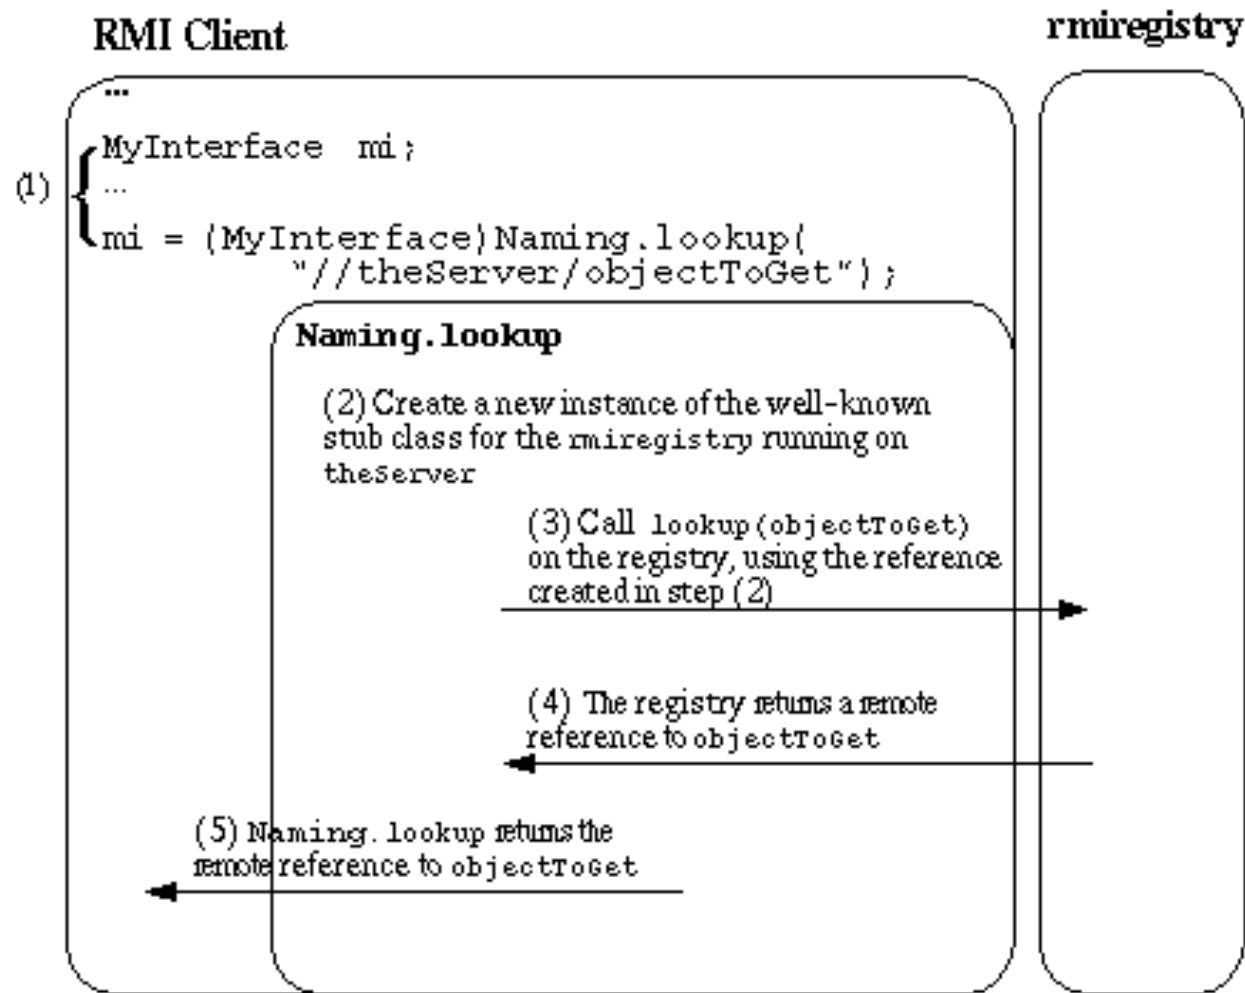 RMI Client
rmiregistry
...
MyInterface mi;
(1)
...
mi = (MyInterface)Naming.lookup(
"//theServer/objectToGet");
Naming.lookup
(2) Create a new instance of the well-known
stub class for the rmiregistry running on
theServer
(3) Call lookup(objectToGet)
on the registry, using the reference
created in step (2)
(4) The registry returns a remote
reference to objectToGet
(5) Naming.lookup returns the
remote reference to objectToGet